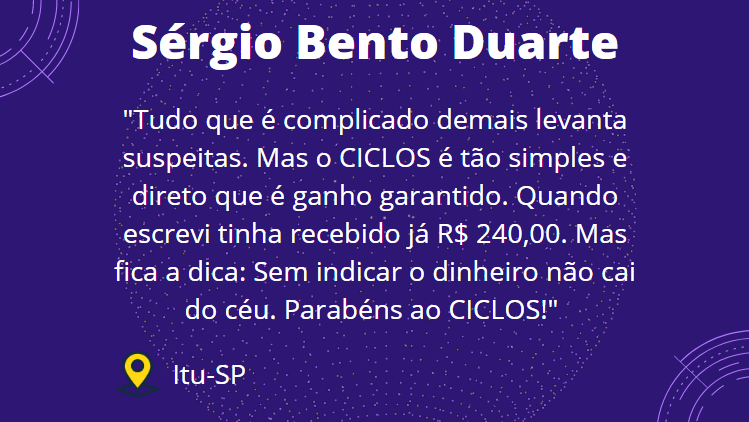 Sérgio Bento Duarte
"Tudo que é complicado demais levanta
suspeitas. Mas o CICLOS é tão simples e
direto que é ganho garantido. Quando
escrevi tinha recebido já R$ 240,00. Mas
fica a dica: Sem indicar o dinheiro não cai
do céu. Parabéns ao CICLOS!"
Itu-SP